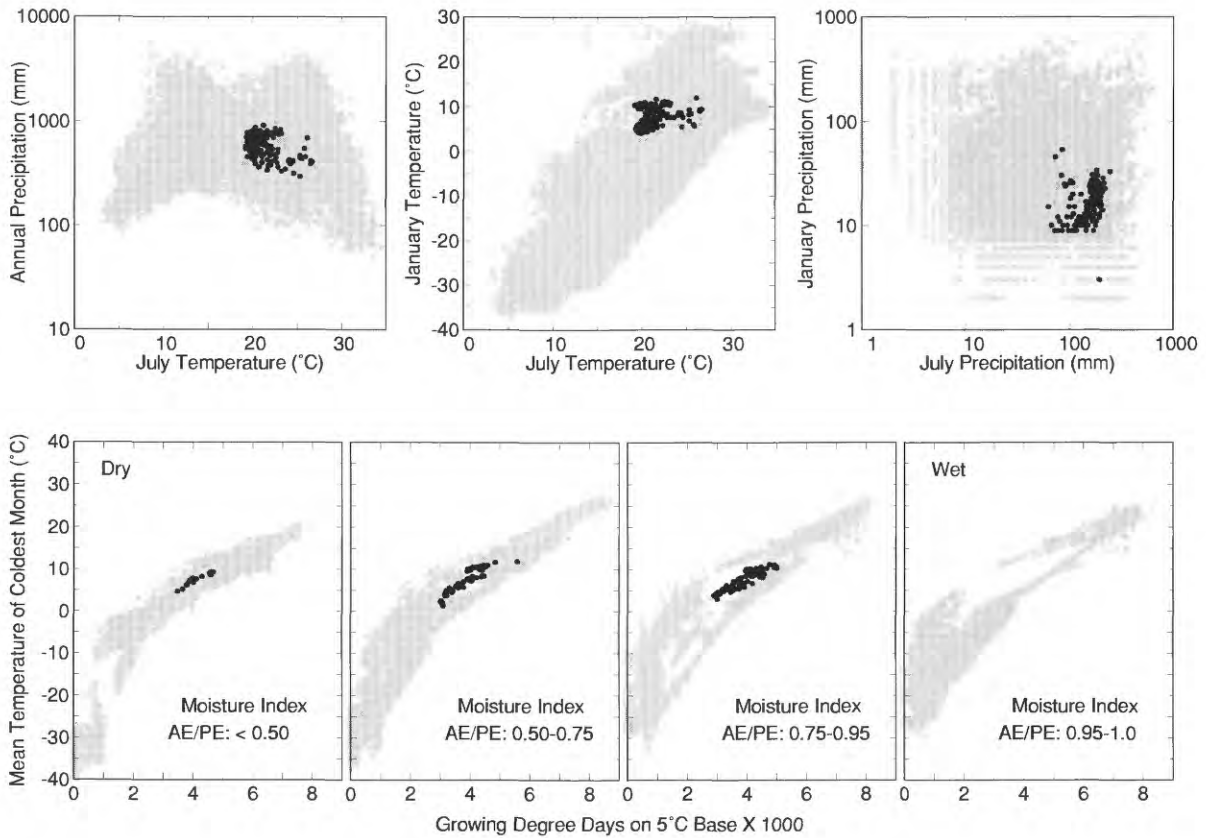 10000
1000
100
10
Annual Precipitation (mm)
0 10 20 30
July Temperature (°C)
30
20
10
0
-10
-20
-30
-40
January Temperature (°C)
0 10 20 30
July Temperature (°C)
1000
100
10
1
January Precipitation (mm)
1 10 100 1000
July Precipitation (mm)
Mean Temperature of Coldest Month (°C)
40
30
20
10
0
-10
-20
-30
-40
Dry
Moisture Index
AE/PE: < 0.50
0 2 4 6 8
Moisture Index
AE/PE: 0.50-0.75
0 2 4 6 8
Moisture Index
AE/PE: 0.75-0.95
0 2 4 6 8
Wet
Moisture Index
AE/PE: 0.95-1.0
0 2 4 6 8
Growing Degree Days on 5°C Base X 1000